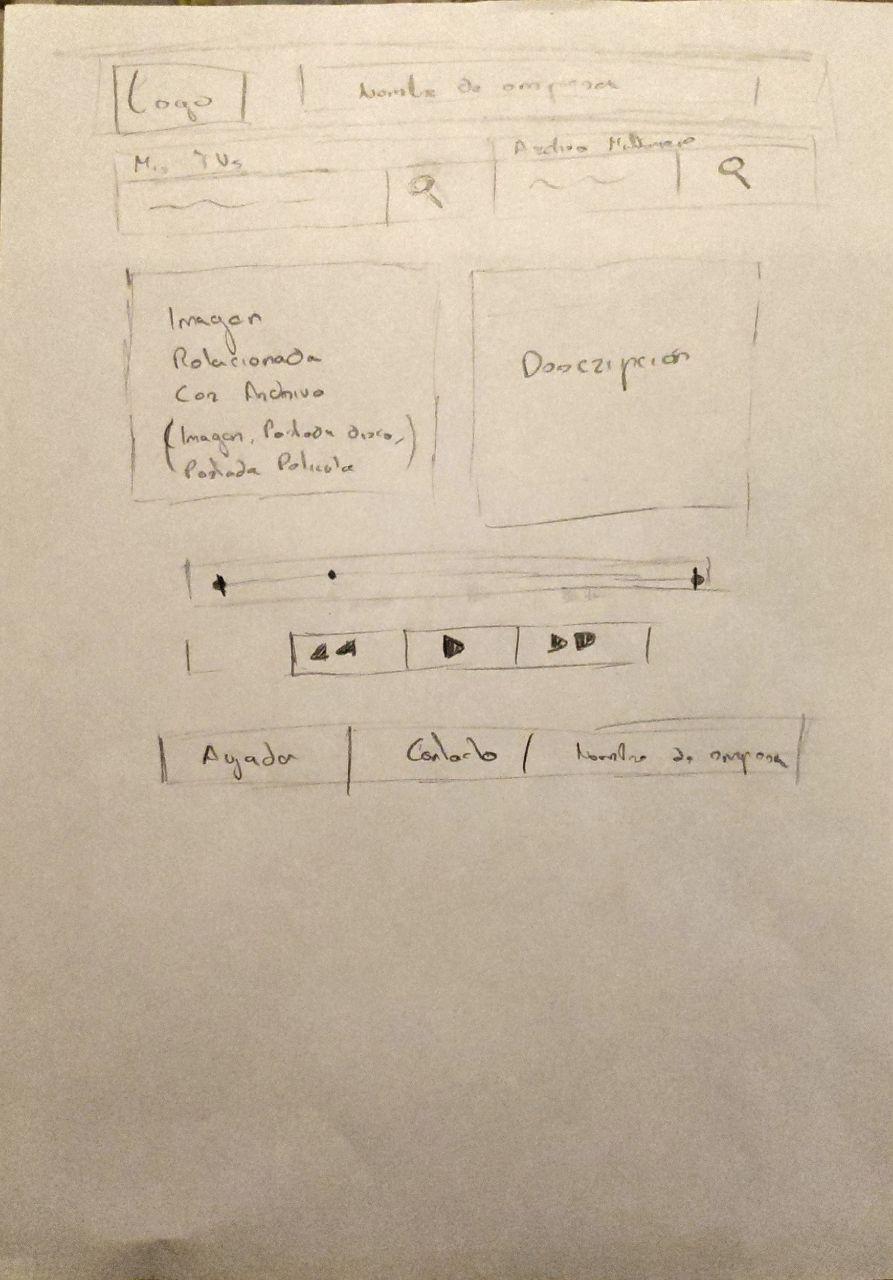 Logo
Nombre de empresa
Mis TVs
Archivo Multimedia
Imagen
Relacionada
Con Archivo
(Imagen, Portada disco,
Portada Película)
Descripción
Ayuda
Contacto
Nombre de empresa